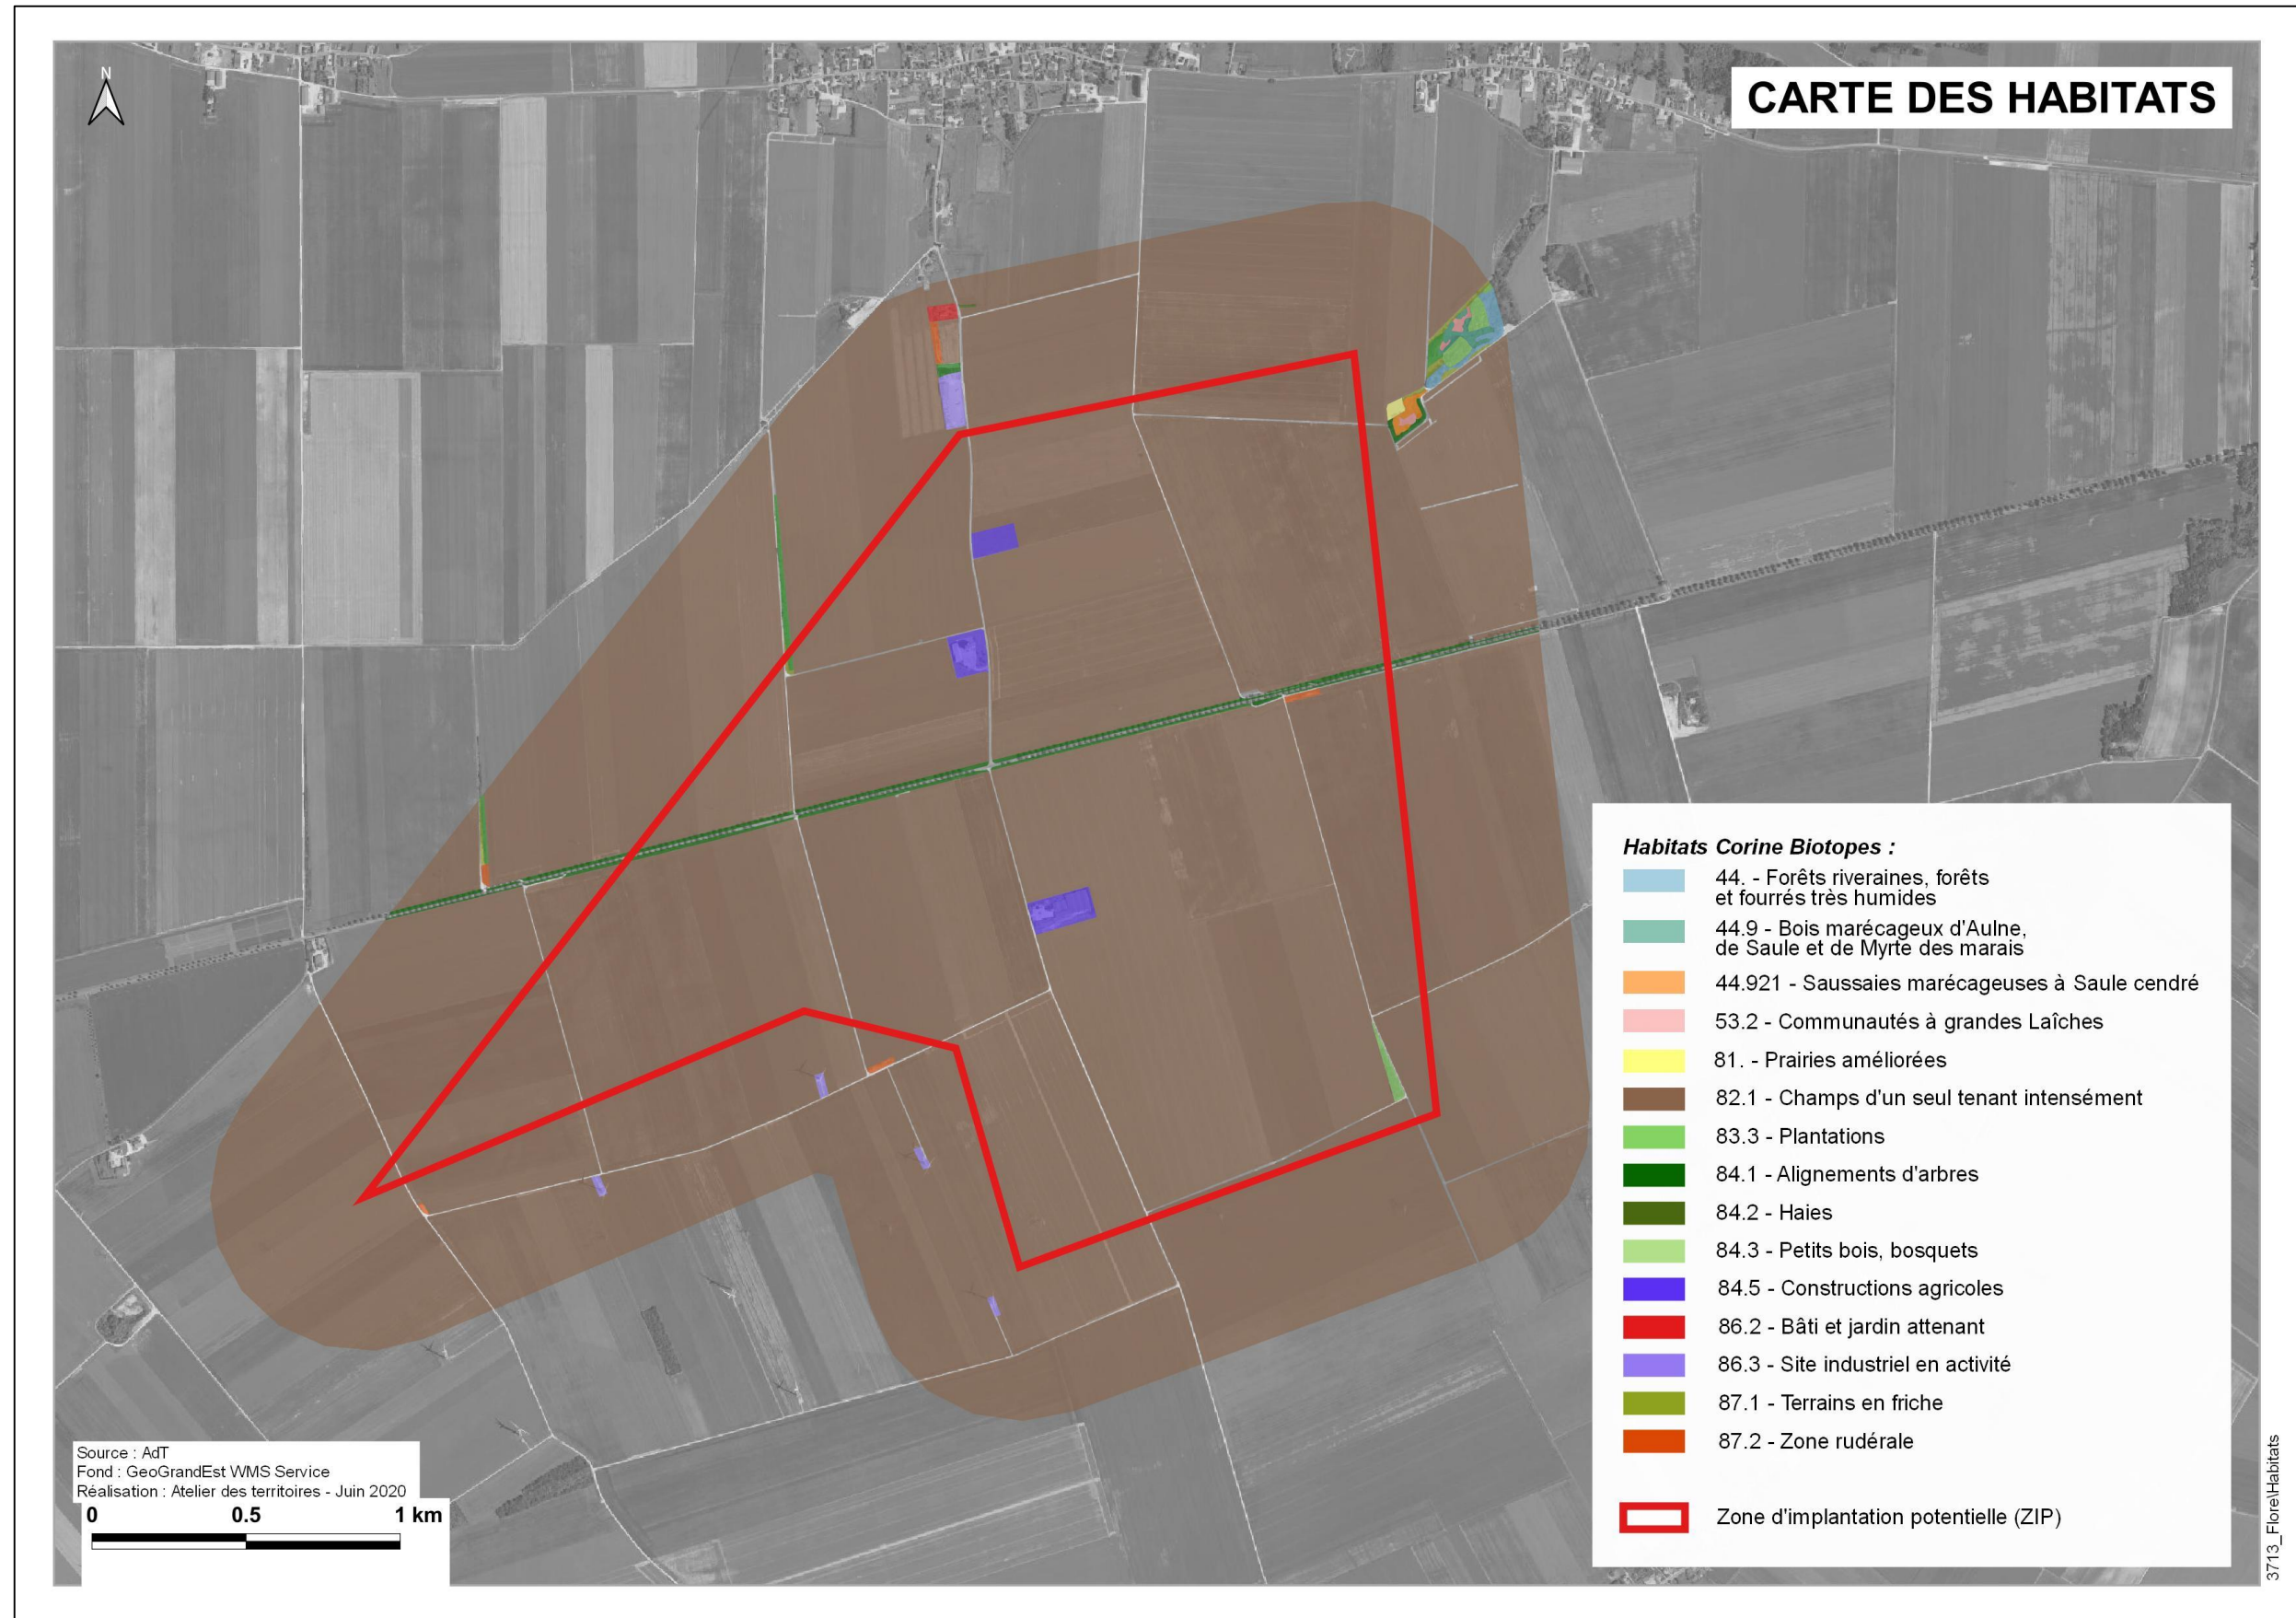 N
CARTE DES HABITATS
Habitats Corine Biotopes :
44. - Forêts riveraines, forêts
et fourrés très humides
44.9 - Bois marécageux d'Aulne,
de Saule et de Myrte des marais
44.921 - Saussaies marécageuses à Saule cendré
53.2 - Communautés à grandes Laîches
81. - Prairies améliorées
82.1 - Champs d'un seul tenant intensément
83.3 - Plantations
84.1 - Alignements d'arbres
84.2 - Haies
84.3 - Petits bois, bosquets
84.5 - Constructions agricoles
86.2 - Bâti et jardin attenant
86.3 - Site industriel en activité
87.1 - Terrains en friche
87.2 - Zone rudérale
Zone d'implantation potentielle (ZIP)
Source : AdT
Fond : GeoGrandEst WMS Service
Réalisation : Atelier des territoires - Juin 2020
0 0.5 1 km
3713_Flore\Habitats